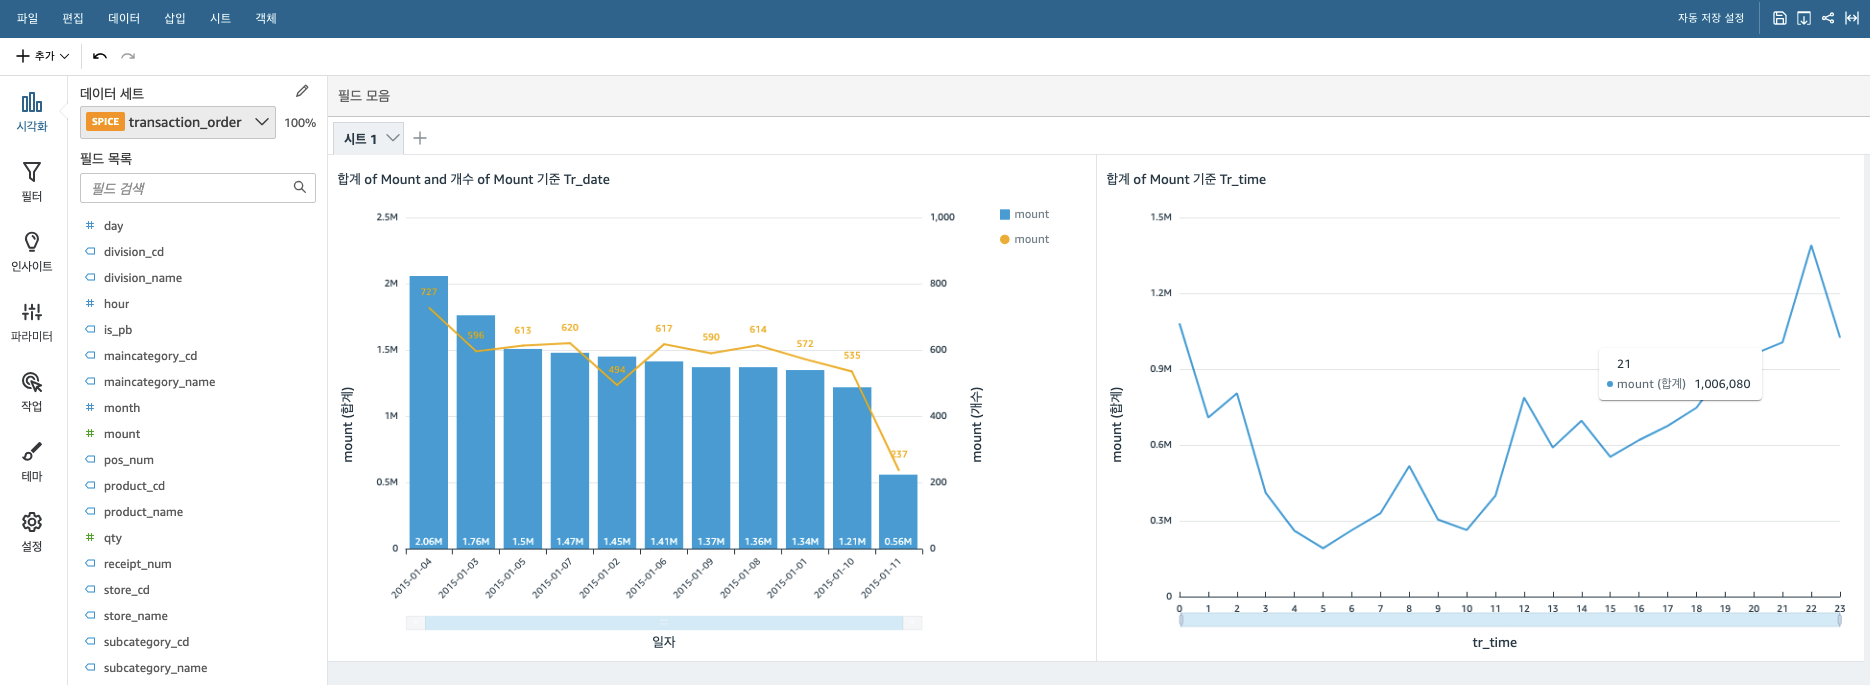 파일 편집 데이터 삽입 시트 객체 자동 저장 설정
추가
시각화
필터
인사이트
파라미터
작업
테마
설정
데이터 세트
SPICE transaction_order 100%
필드 목록
필드 검색
day
division_cd
division_name
hour
is_pb
maincategory_cd
maincategory_name
month
mount
pos_num
product_cd
product_name
qty
receipt_num
store_cd
store_name
subcategory_cd
subcategory_name
필드 모음
시트 1
합계 of Mount and 개수 of Mount 기준 Tr_date
mount
mount
2.5M
2M
1.5M
1M
0.5M
0
mount (합계)
1,000
800
600
400
200
0
mount (개수)
727 596 613 620 494 617 590 614 572 535 237
2.06M 1.76M 1.5M 1.47M 1.45M 1.41M 1.37M 1.36M 1.34M 1.21M 0.56M
2015-01-04 2015-01-03 2015-01-05 2015-01-07 2015-01-02 2015-01-06 2015-01-09 2015-01-08 2015-01-01 2015-01-10 2015-01-11
일자
합계 of Mount 기준 Tr_time
1.5M
1.2M
0.9M
0.6M
0.3M
0
mount (합계)
21
mount (합계) 1,006,080
0 1 2 3 4 5 6 7 8 9 10 11 12 13 14 15 16 17 18 19 20 21 22 23
tr_time